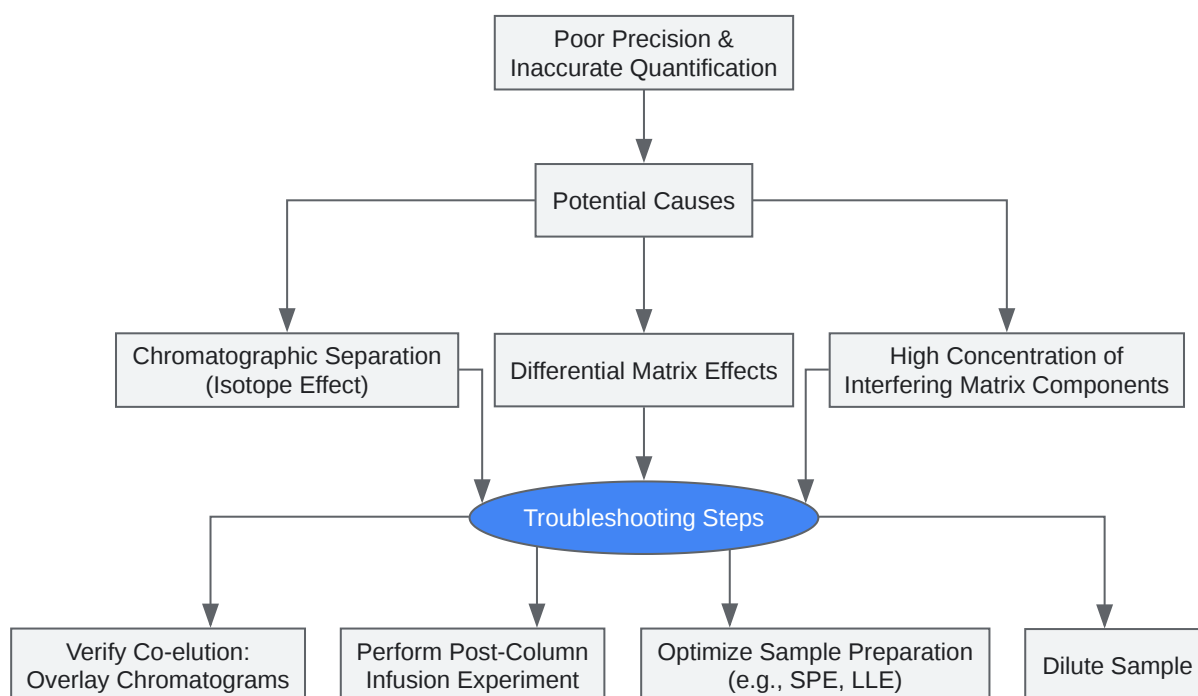 Poor Precision &
Inaccurate Quantification
Potential Causes
Chromatographic Separation
(Isotope Effect)
Differential Matrix Effects
High Concentration of
Interfering Matrix Components
Troubleshooting Steps
Verify Co-elution:
Overlay Chromatograms
Perform Post-Column
Infusion Experiment
Optimize Sample Preparation
(e.g., SPE, LLE)
Dilute Sample